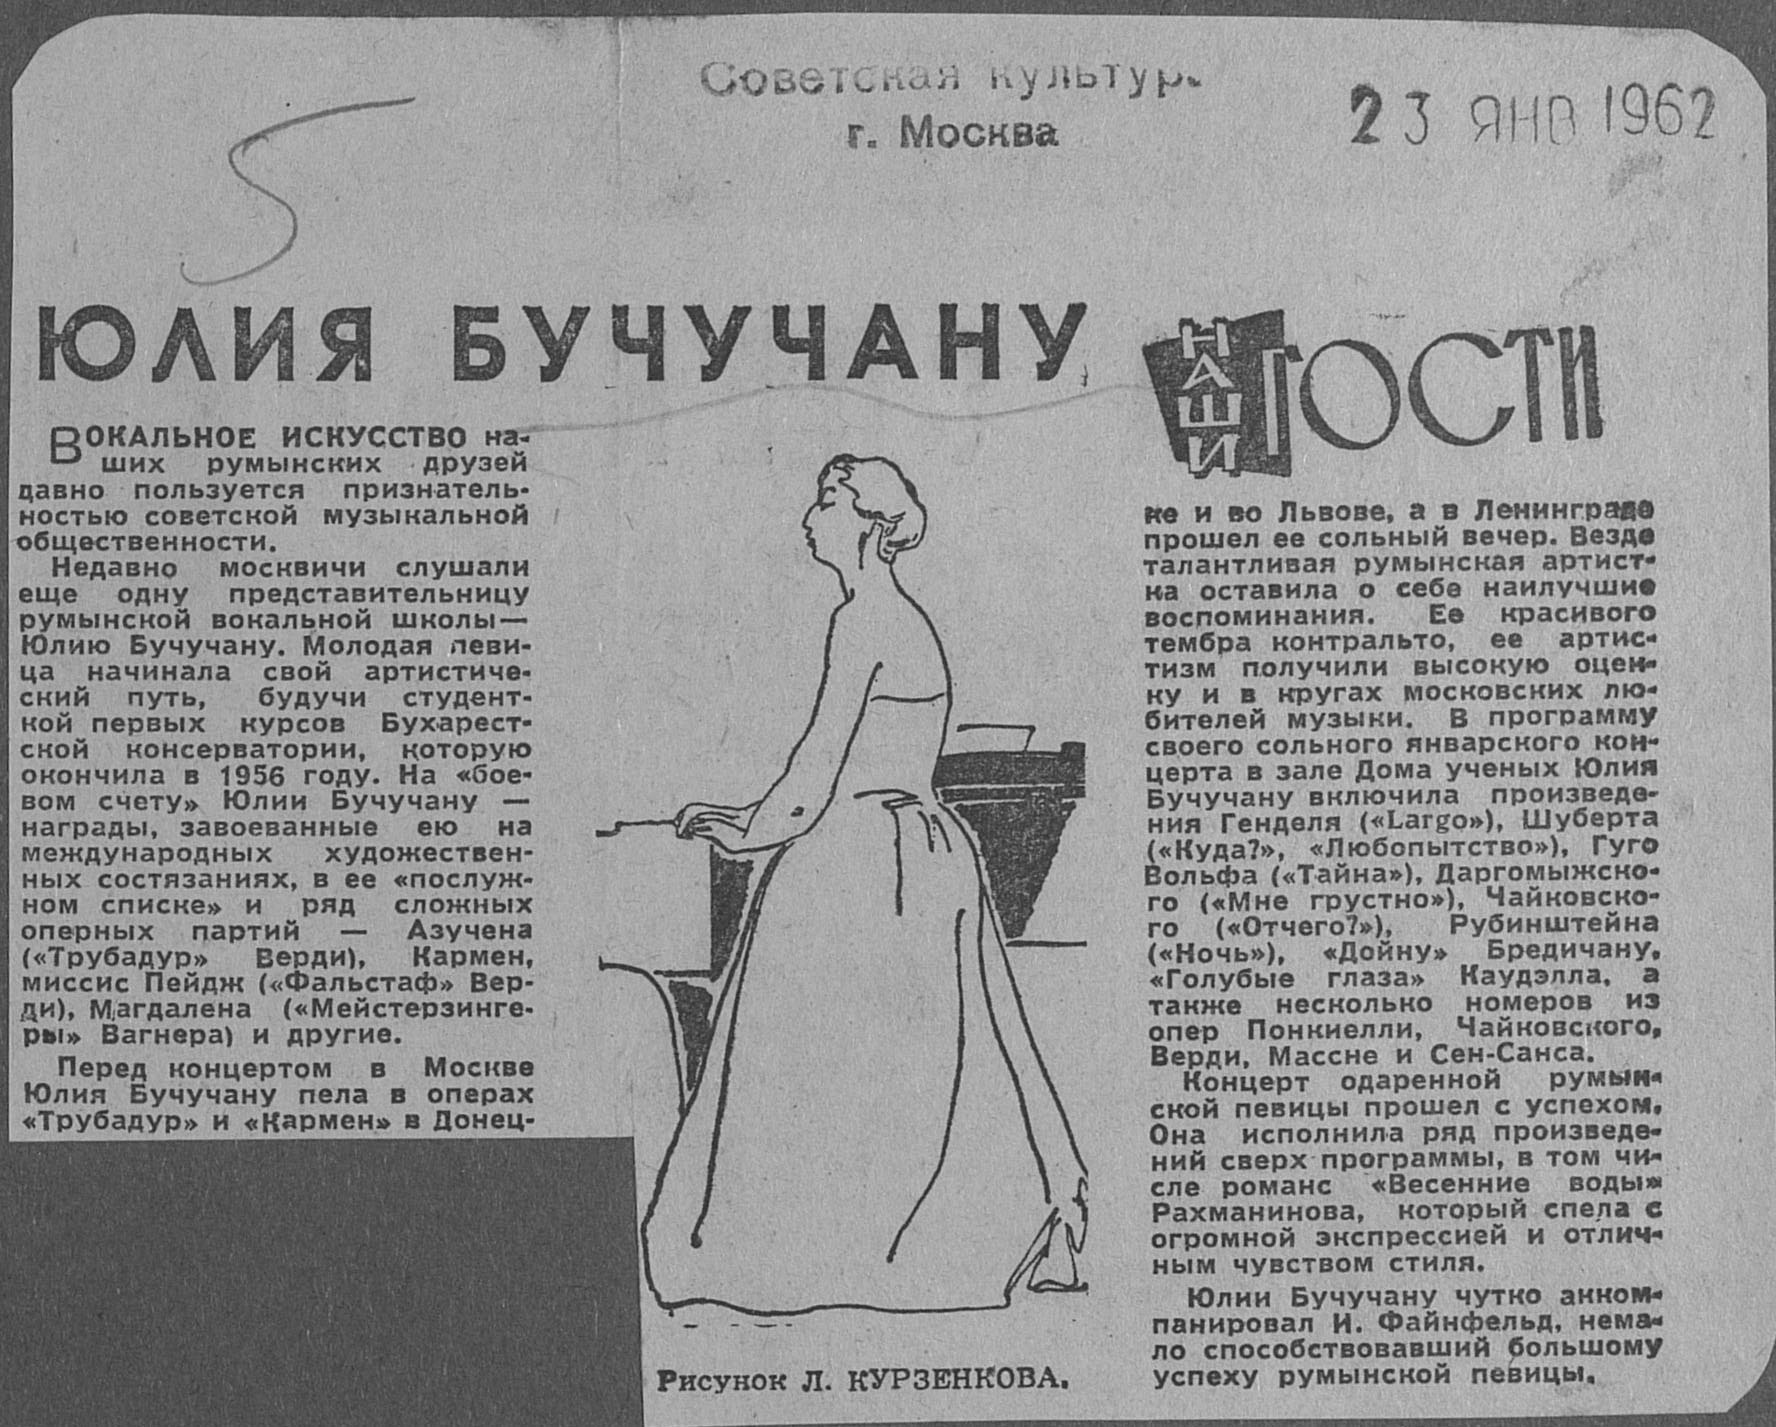 Советская культур
г. Москва
23 ЯНВ 1962
5
ЮЛИЯ БУЧУЧАНУ
НАШИ ГОСТИ
ВОКАЛЬНОЕ ИСКУССТВО на-
ших румынских друзей
давно пользуется признатель-
ностью советской музыкальной
общественности.
Недавно москвичи слушали
еще одну представительницу
румынской вокальной школы—
Юлию Бучучану. Молодая певи-
ца начинала свой артистиче-
ский путь, будучи студент-
кой первых курсов Бухарест-
ской консерватории, которую
окончила в 1956 году. На «бое-
вом счету» Юлии Бучучану —
награды, завоеванные ею на
международных художествен-
ных состязаниях, в ее «послуж-
ном списке» и ряд сложных
оперных партий — Азучена
(«Трубадур» Верди), Кармен,
миссис Пейдж («Фальстаф» Вер-
ди), Магдалена («Мейстерзинге-
ры» Вагнера) и другие.
Перед концертом в Москве
Юлия Бучучану пела в операх
«Трубадур» и «Кармен» в Донец-
ке и во Львове, а в Ленинграде
прошел ее сольный вечер. Везде
талантливая румынская артист-
ка оставила о себе наилучшие
воспоминания. Ее красивого
тембра контральто, ее артис-
тизм получили высокую оцен-
ку и в кругах московских лю-
бителей музыки. В программу
своего сольного январского кон-
церта в зале Дома ученых Юлия
Бучучану включила произведе-
ния Генделя («Largo»), Шуберта
(«Куда?», «Любопытство»), Гуго
Вольфа («Тайна»), Даргомыжско-
го («Мне грустно»), Чайковско-
го («Отчего?»), Рубинштейна
(«Ночь»), «Дойну» Бредичану,
«Голубые глаза» Каудэлла, а
также несколько номеров из
опер Понкиелли, Чайковского,
Верди, Массне и Сен-Санса.
Концерт одаренной румын-
ской певицы прошел с успехом.
Она исполнила ряд произведе-
ний сверх программы, в том чи-
сле романс «Весенние воды»
Рахманинова, который спела с
огромной экспрессией и отлич-
ным чувством стиля.
Юлии Бучучану чутко акком-
панировал И. Файнфельд, нема-
ло способствовавший большому
успеху румынской певицы.
Рисунок Л. КУРЗЕНКОВА.